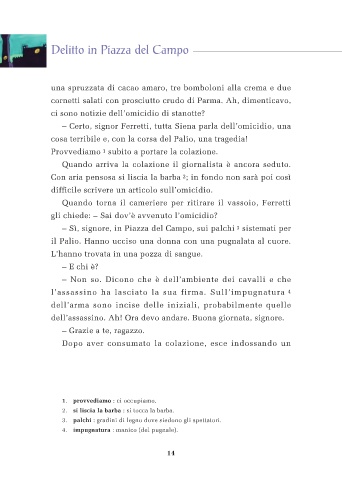 Delitto in Piazza del Campo
una spruzzata di cacao amaro, tre bomboloni alla crema e due
cornetti salati con prosciutto crudo di Parma. Ah, dimenticavo,
ci sono notizie dell'omicidio di stanotte?
– Certo, signor Ferretti, tutta Siena parla dell'omicidio, una
cosa terribile e, con la corsa del Palio, una tragedia!
Provvediamo 1 subito a portare la colazione.
Quando arriva la colazione il giornalista è ancora seduto.
Con aria pensosa si liscia la barba 2; in fondo non sarà poi così
difficile scrivere un articolo sull'omicidio.
Quando torna il cameriere per ritirare il vassoio, Ferretti
gli chiede: – Sai dov'è avvenuto l'omicidio?
– Sì, signore, in Piazza del Campo, sui palchi 3 sistemati per
il Palio. Hanno ucciso una donna con una pugnalata al cuore.
L'hanno trovata in una pozza di sangue.
– E chi è?
– Non so. Dicono che è dell'ambiente dei cavalli e che
l'assassino ha lasciato la sua firma. Sull'impugnatura 4
dell'arma sono incise delle iniziali, probabilmente quelle
dell'assassino. Ah! Ora devo andare. Buona giornata, signore.
– Grazie a te, ragazzo.
Dopo aver consumato la colazione, esce indossando un
1. provvediamo : ci occupiamo.
2. si liscia la barba : si tocca la barba.
3. palchi : gradini di legno dove siedono gli spettatori.
4. impugnatura : manico (del pugnale).
14